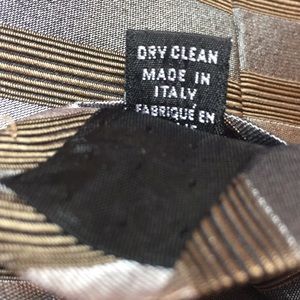 DRY CLEAN
MADE IN
ITALY
FABRIQUÉ EN